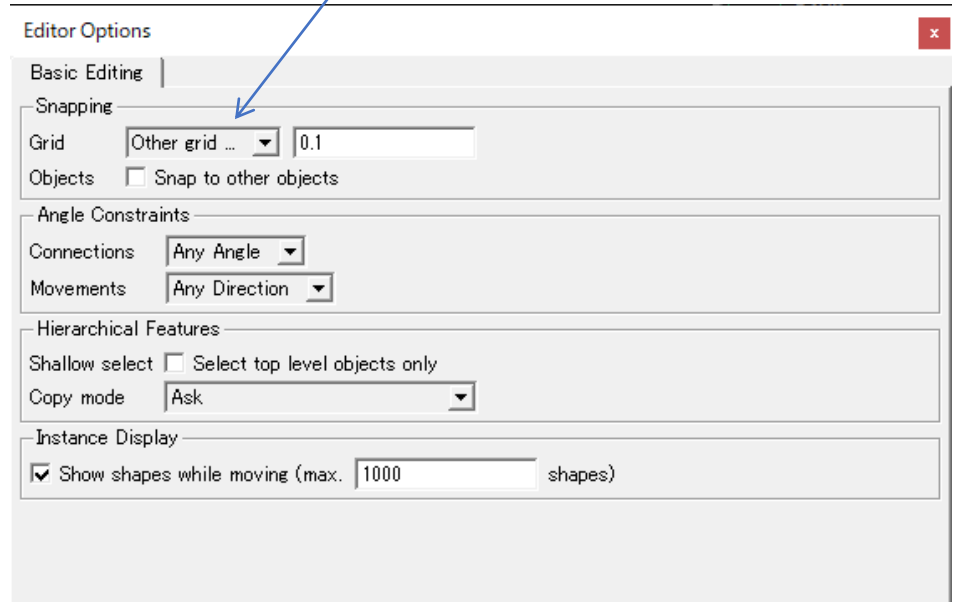 Editor Options
x
Basic Editing
Snapping
Grid Other grid ... 0.1
Objects Snap to other objects
Angle Constraints
Connections Any Angle
Movements Any Direction
Hierarchical Features
Shallow select Select top level objects only
Copy mode Ask
Instance Display
Show shapes while moving (max. 1000 shapes)